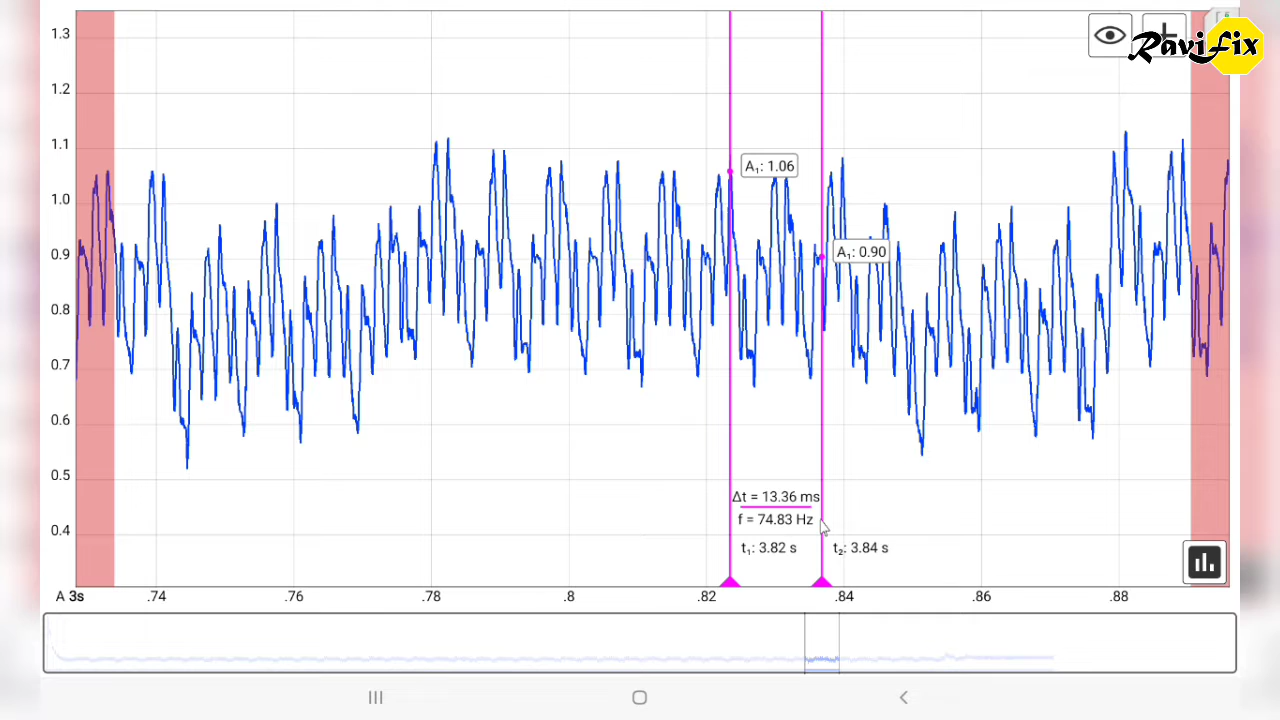 RaviFix
1.3
1.2
1.1
1.0
0.9
0.8
0.7
0.6
0.5
0.4
A₁: 1.06
A₁: 0.90
Δt = 13.36 ms
f = 74.83 Hz
t₁: 3.82 s
t₂: 3.84 s
A 3s .74 .76 .78 .8 .82 .84 .86 .88